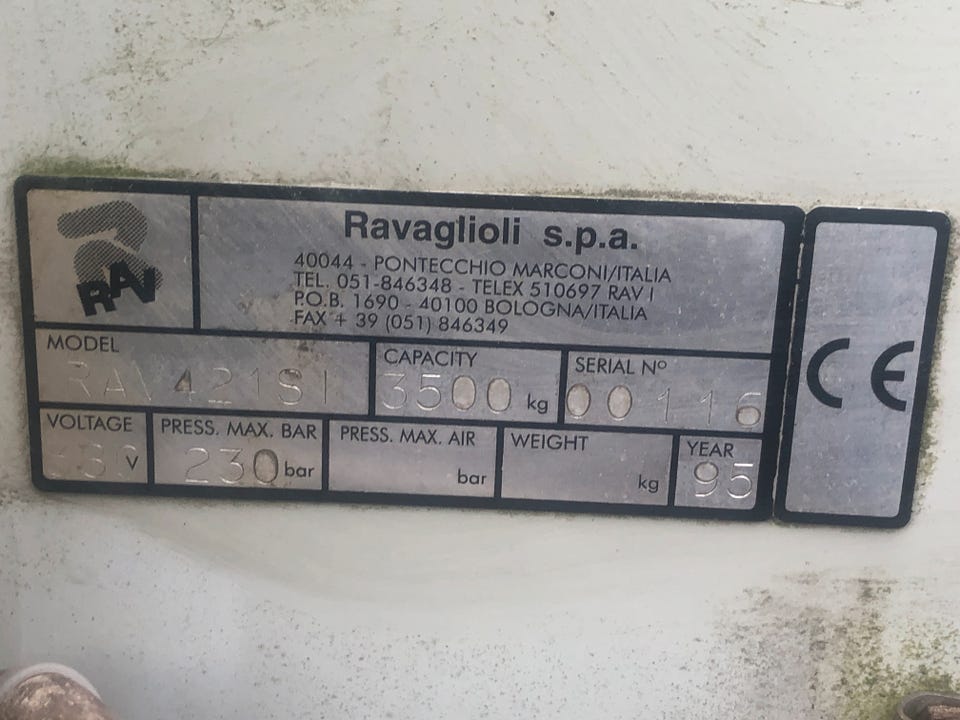 RAV
Ravaglioli s.p.a.
40044 - PONTECCHIO MARCONI/ITALIA
TEL. 051-846348 - TELEX 510697 RAV I
P.O.B. 1690 - 40100 BOLOGNA/ITALIA
FAX + 39 (051) 846349
MODEL
RAV421SI
CAPACITY
3500 kg
SERIAL Nº
00116
VOLTAGE
V
PRESS. MAX. BAR
230 bar
PRESS. MAX. AIR
bar
WEIGHT
kg
YEAR
95
CE